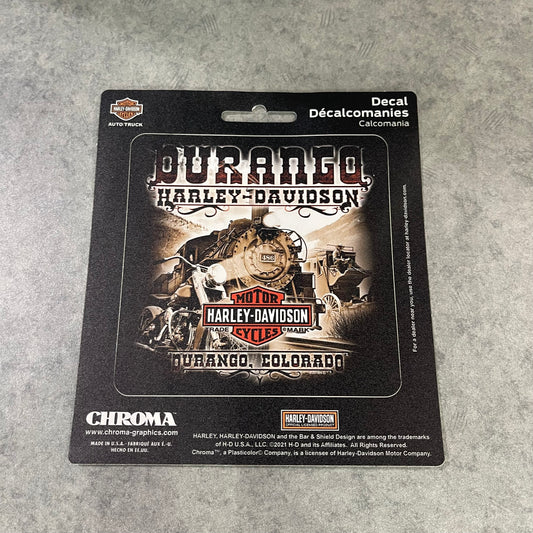 HARLEY-DAVIDSON
AUTO/TRUCK
Decal
Décalcomanies
Calcomania
DURANGO
HARLEY-DAVIDSON
486
MOTOR
HARLEY-DAVIDSON
TRADE MARK
CYCLES
DURANGO, COLORADO
For a dealer near you, use the dealer locator at harley-davidson.com.
CHROMA
www.chroma-graphics.com
MADE IN U.S.A. · FABRIQUÉ AUX É.-U.
HECHO EN EE.UU.
HARLEY-DAVIDSON
OFFICIAL LICENSED PRODUCT
HARLEY, HARLEY-DAVIDSON and the Bar & Shield Design are among the trademarks
of H-D U.S.A., LLC. ©2021 H-D and its Affiliates. All Rights Reserved.
Chroma™, a Plasticolor® Company, is a licensee of Harley-Davidson Motor Company.